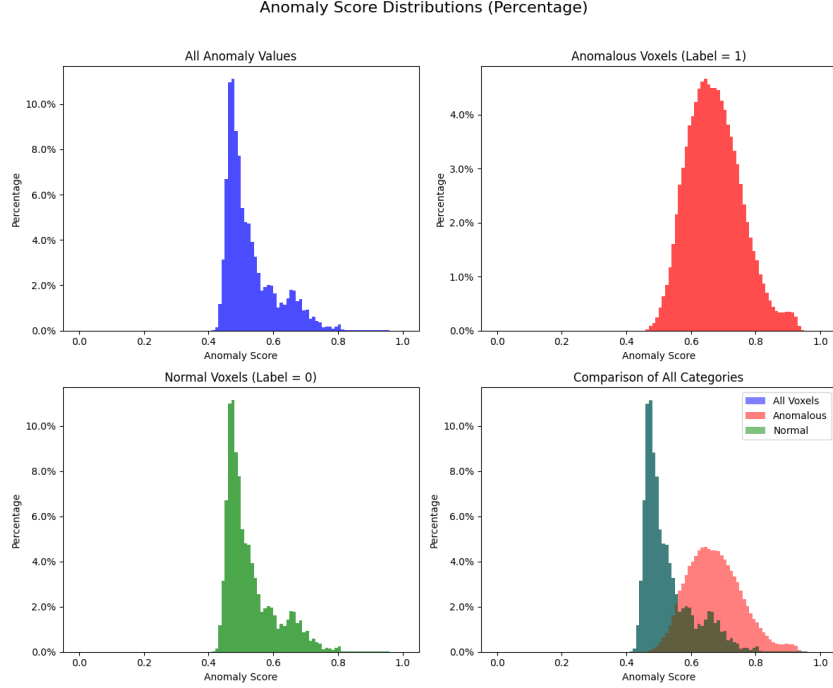 Anomaly Score Distributions (Percentage)
All Anomaly Values
10.0%
8.0%
6.0%
4.0%
2.0%
0.0%
Percentage
0.0 0.2 0.4 0.6 0.8 1.0
Anomaly Score
Anomalous Voxels (Label = 1)
4.0%
3.0%
2.0%
1.0%
0.0%
Percentage
0.0 0.2 0.4 0.6 0.8 1.0
Anomaly Score
Normal Voxels (Label = 0)
10.0%
8.0%
6.0%
4.0%
2.0%
0.0%
Percentage
0.0 0.2 0.4 0.6 0.8 1.0
Anomaly Score
Comparison of All Categories
All Voxels
Anomalous
Normal
10.0%
8.0%
6.0%
4.0%
2.0%
0.0%
Percentage
0.0 0.2 0.4 0.6 0.8 1.0
Anomaly Score